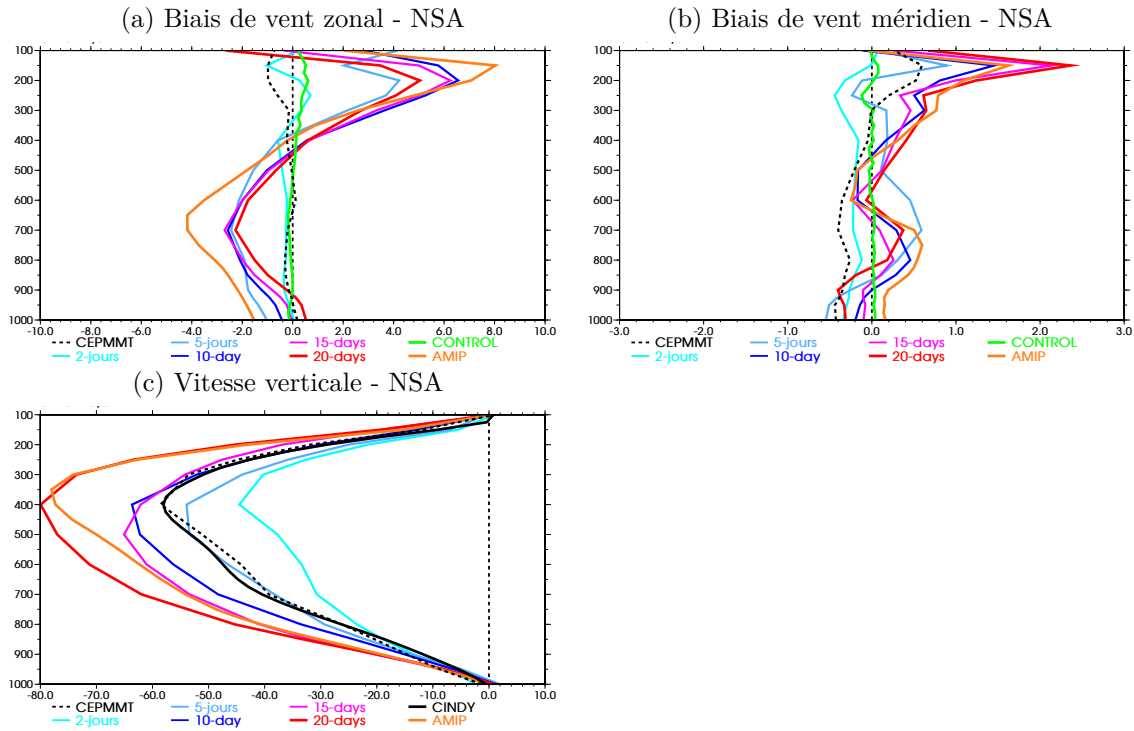 (a) Biais de vent zonal - NSA
100
200
300
400
500
600
700
800
900
1000
-10.0 -8.0 -6.0 -4.0 -2.0 0.0 2.0 4.0 6.0 8.0 10.0
CEPMMT 5-jours 15-days CONTROL
2-jours 10-day 20-days AMIP
(b) Biais de vent méridien - NSA
100
200
300
400
500
600
700
800
900
1000
-3.0 -2.0 -1.0 0.0 1.0 2.0 3.0
CEPMMT 5-jours 15-days CONTROL
2-jours 10-day 20-days AMIP
(c) Vitesse verticale - NSA
100
200
300
400
500
600
700
800
900
1000
-80.0 -70.0 -60.0 -50.0 -40.0 -30.0 -20.0 -10.0 0.0 10.0
CEPMMT 5-jours 15-days CINDY
2-jours 10-day 20-days AMIP